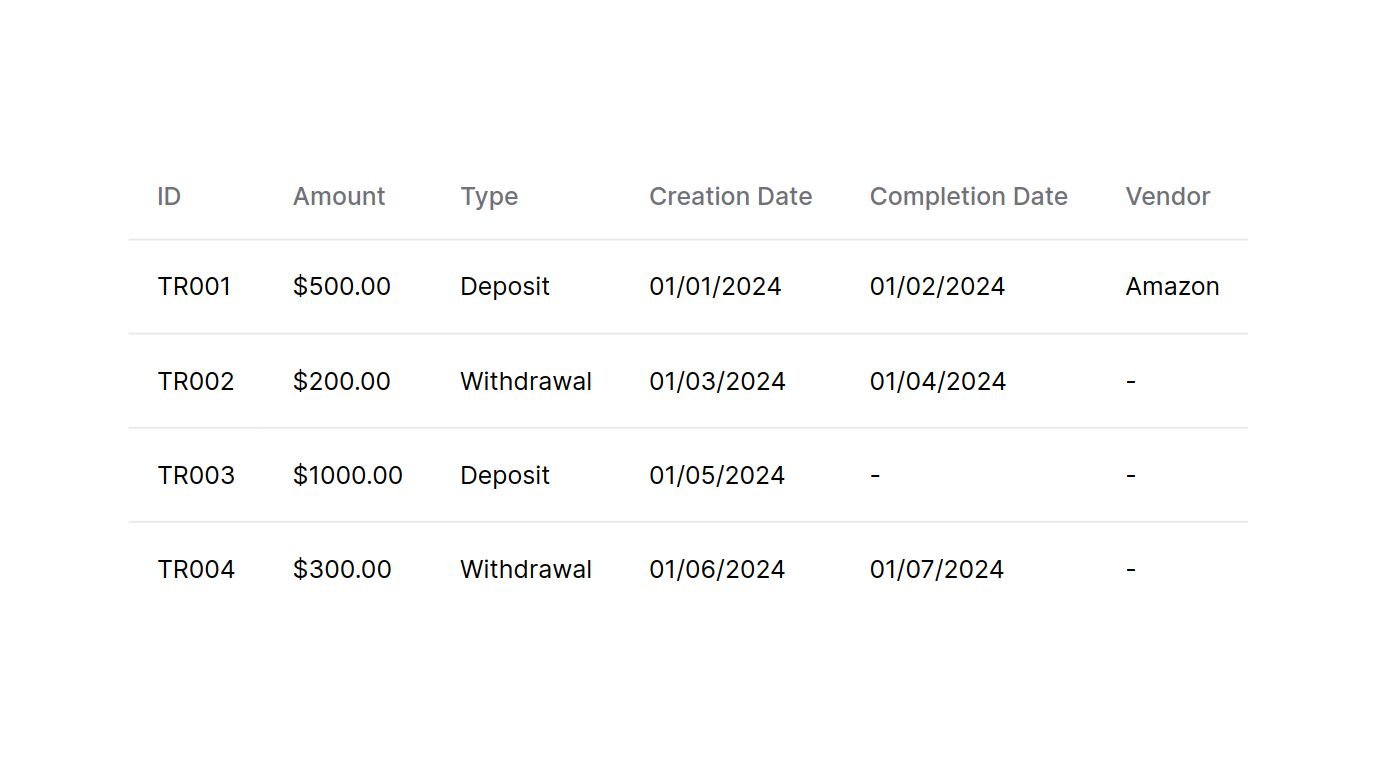 ID Amount Type Creation Date Completion Date Vendor
TR001 $500.00 Deposit 01/01/2024 01/02/2024 Amazon
TR002 $200.00 Withdrawal 01/03/2024 01/04/2024 -
TR003 $1000.00 Deposit 01/05/2024 - -
TR004 $300.00 Withdrawal 01/06/2024 01/07/2024 -